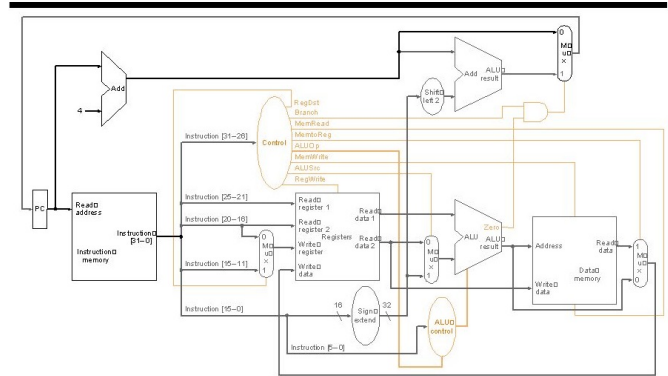 0
M
u
x
1
Add
ALU
result
Add
Shift
left 2
4
RegDst
Branch
MemRead
MemtoReg
ALUOp
MemWrite
ALUSrc
RegWrite
Instruction [31–26]
Control
PC
Read
address
Instruction
[31–0]
Instruction
memory
Instruction [25–21]
Instruction [20–16]
Instruction [15–11]
0
M
u
x
1
Read
register 1
Read
register 2
Write
register
Write
data
Registers
Read
data 1
Read
data 2
0
M
u
x
1
Zero
ALU
ALU
result
Address
Write
data
Read
data
Data
memory
1
M
u
x
0
Instruction [15–0]
16
Sign
extend
32
ALU
control
Instruction [5–0]